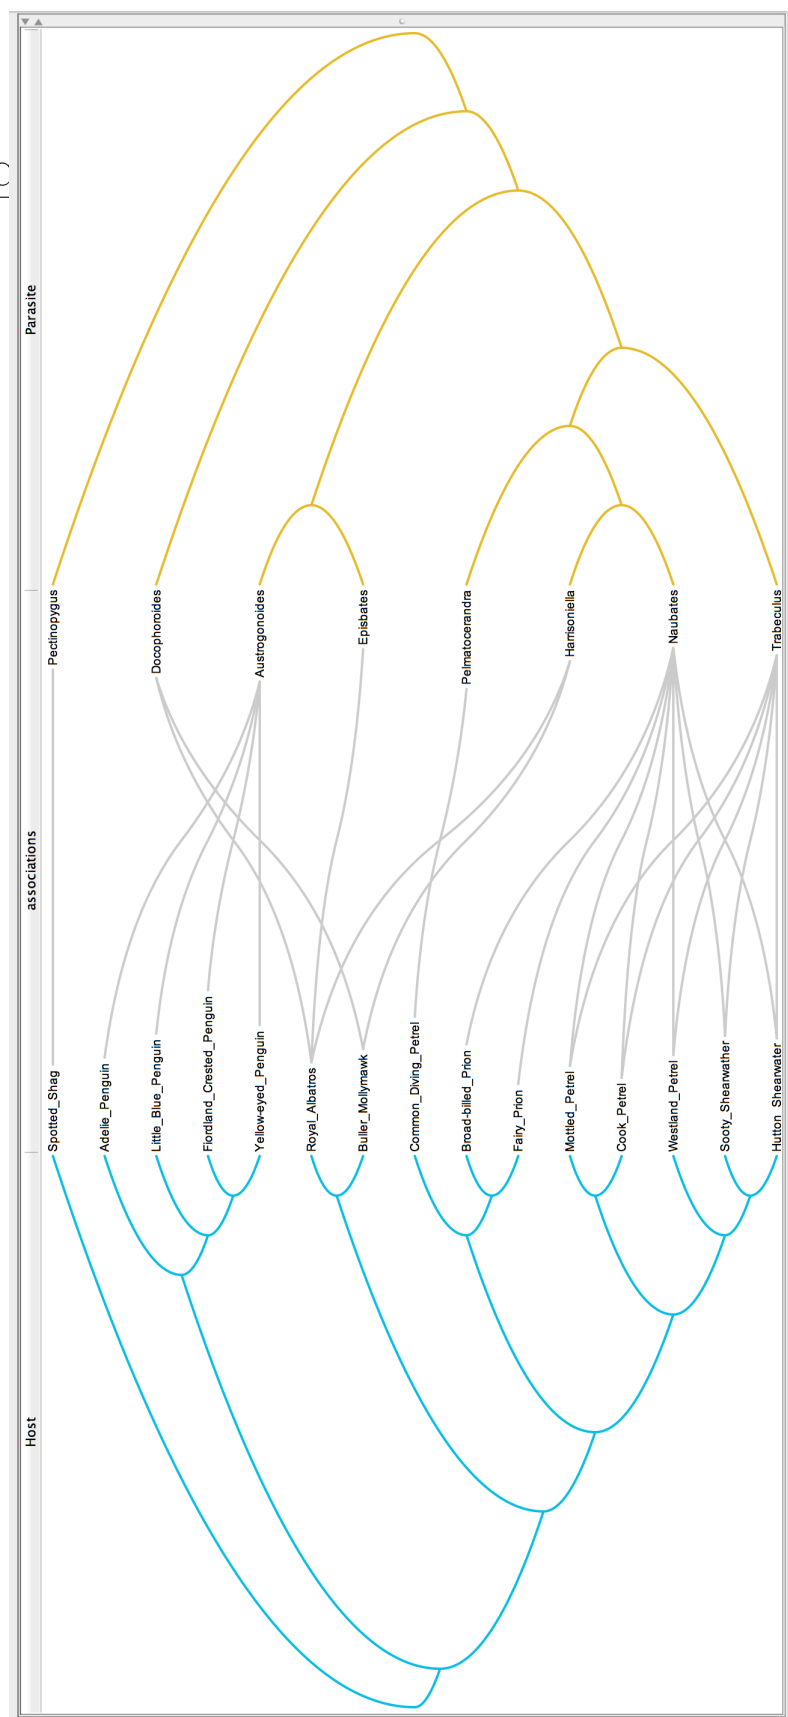 Parasite
Pectinopygus
Docophoroides
Austrogonoides
Episbates
Pelmatocerandra
Harrisoniella
Naubates
Trabeculus
associations
Spotted_Shag
Adelie_Penguin
Little_Blue_Penguin
Fiordland_Crested_Penguin
Yellow-eyed_Penguin
Royal_Albatros
Buller_Mollymawk
Common_Diving_Petrel
Broad-billed_Prion
Fairy_Prion
Mottled_Petrel
Cook_Petrel
Westland_Petrel
Sooty_Shearwather
Hutton_Shearwater
Host